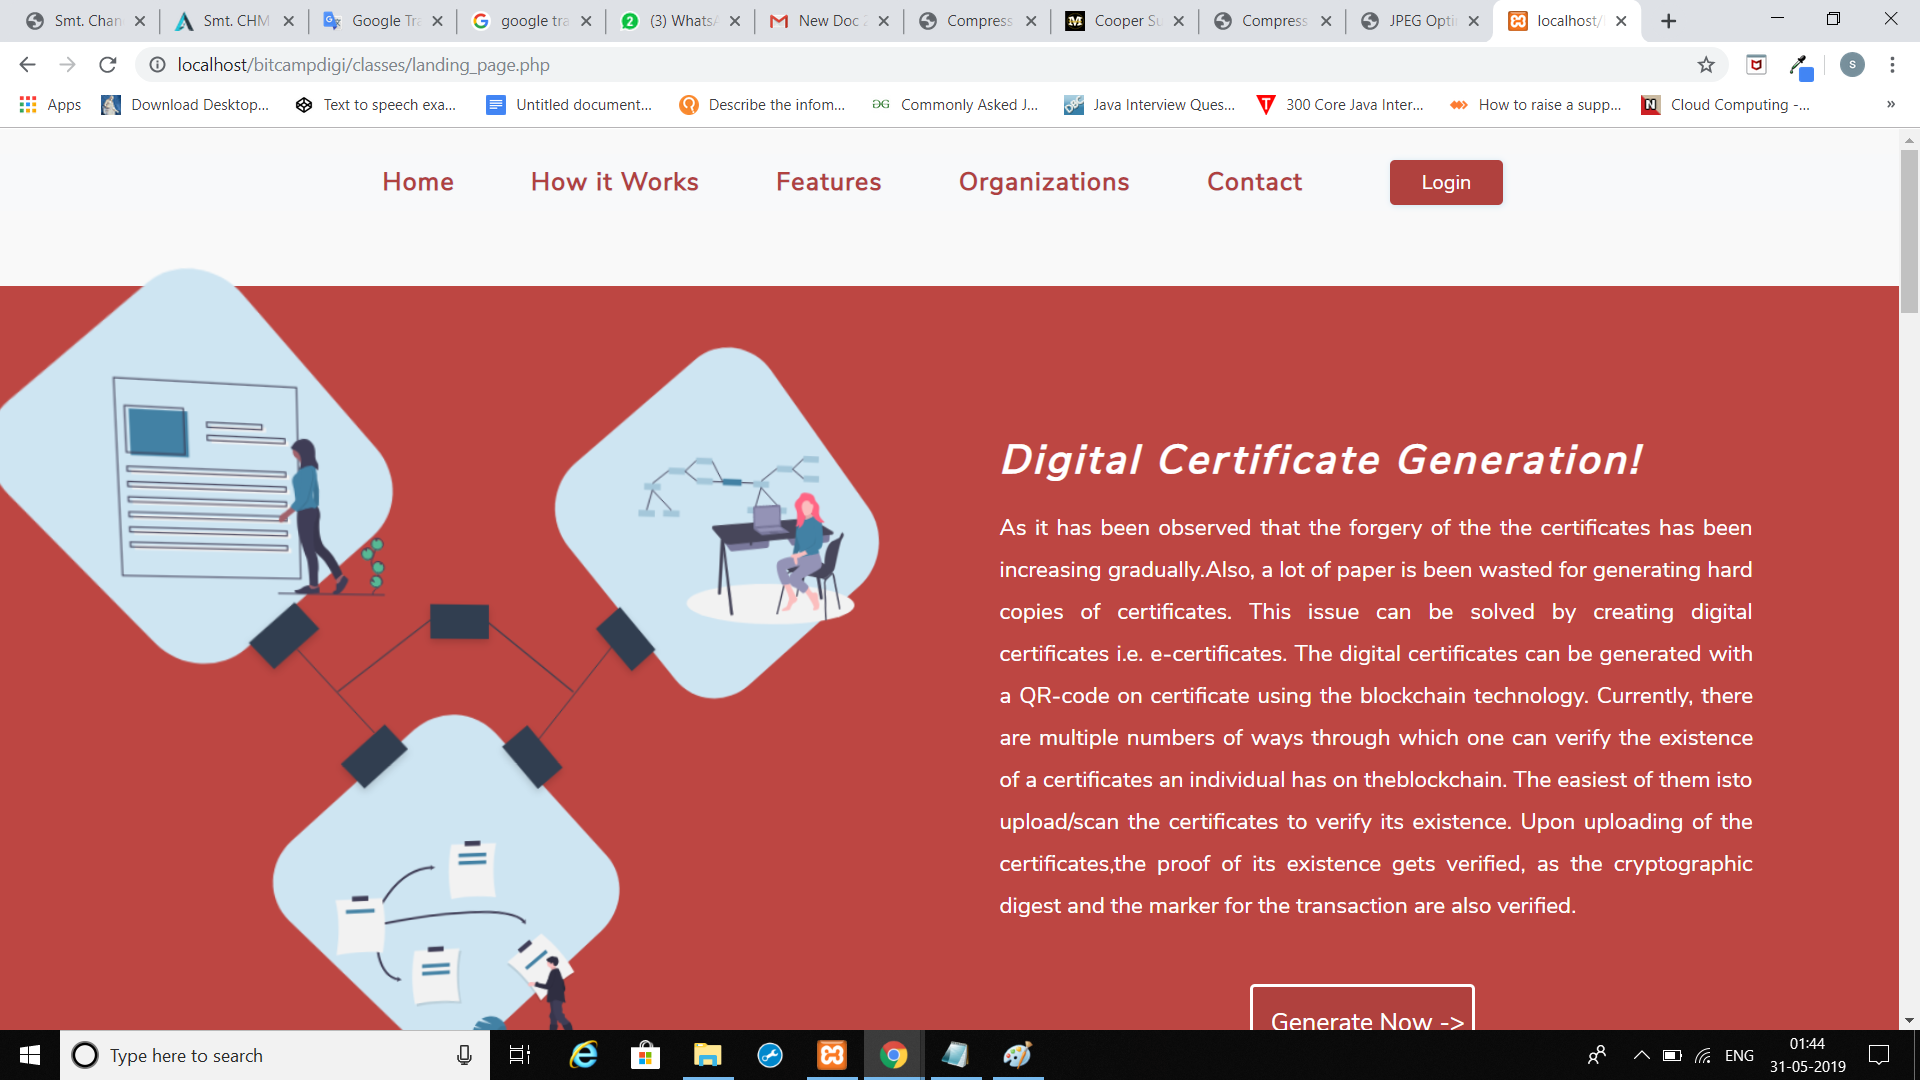 Smt. Chan
Smt. CHM
Google Tra
google tra
(3) WhatsA
New Doc 2
Compress
Cooper Su
Compress
JPEG Opti
localhost/
localhost/bitcampdigi/classes/landing_page.php
S
Apps
Download Desktop...
Text to speech exa...
Untitled document...
Describe the infom...
Commonly Asked J...
Java Interview Ques...
300 Core Java Inter...
How to raise a supp...
Cloud Computing -...
»
Home
How it Works
Features
Organizations
Contact
Login
Digital Certificate Generation!
As it has been observed that the forgery of the the certificates has been
increasing gradually.Also, a lot of paper is been wasted for generating hard
copies of certificates. This issue can be solved by creating digital
certificates i.e. e-certificates. The digital certificates can be generated with
a QR-code on certificate using the blockchain technology. Currently, there
are multiple numbers of ways through which one can verify the existence
of a certificates an individual has on theblockchain. The easiest of them isto
upload/scan the certificates to verify its existence. Upon uploading of the
certificates,the proof of its existence gets verified, as the cryptographic
digest and the marker for the transaction are also verified.
Generate Now ->
Type here to search
ENG
01:44
31-05-2019